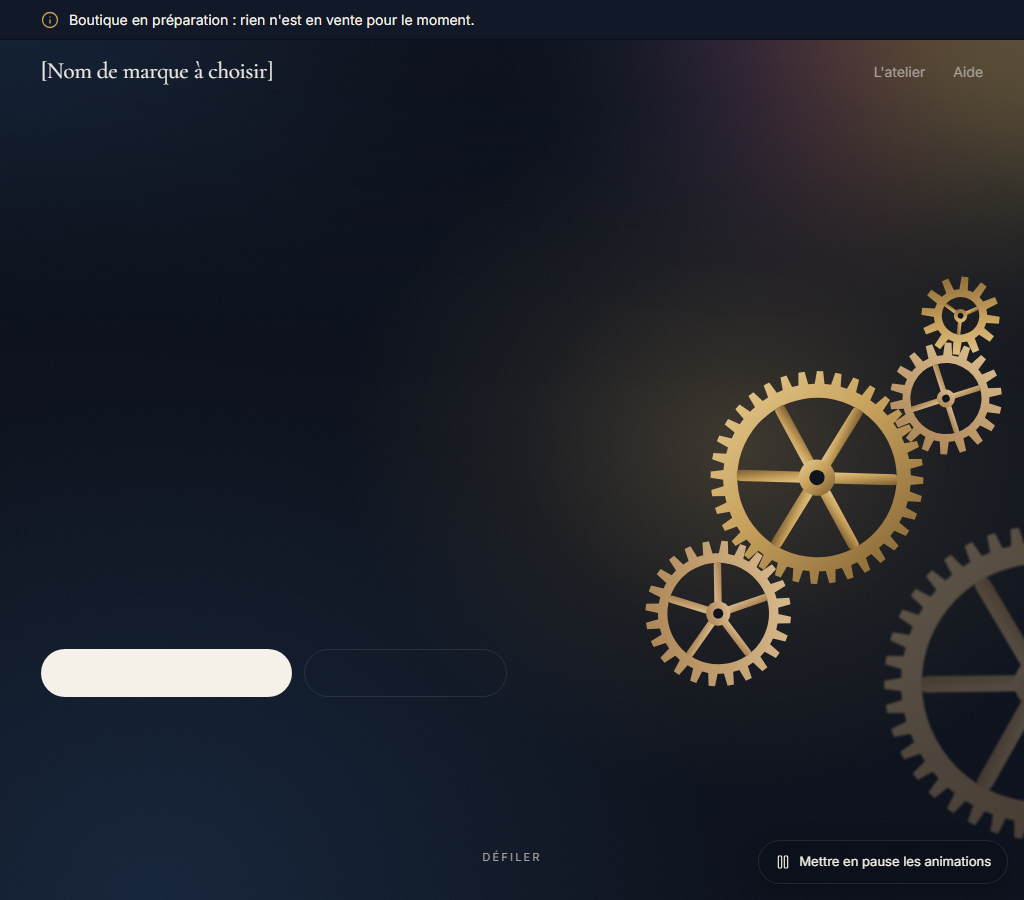 Boutique en préparation : rien n'est en vente pour le moment.
[Nom de marque à choisir]
L'atelier
Aide
DÉFILER
Mettre en pause les animations